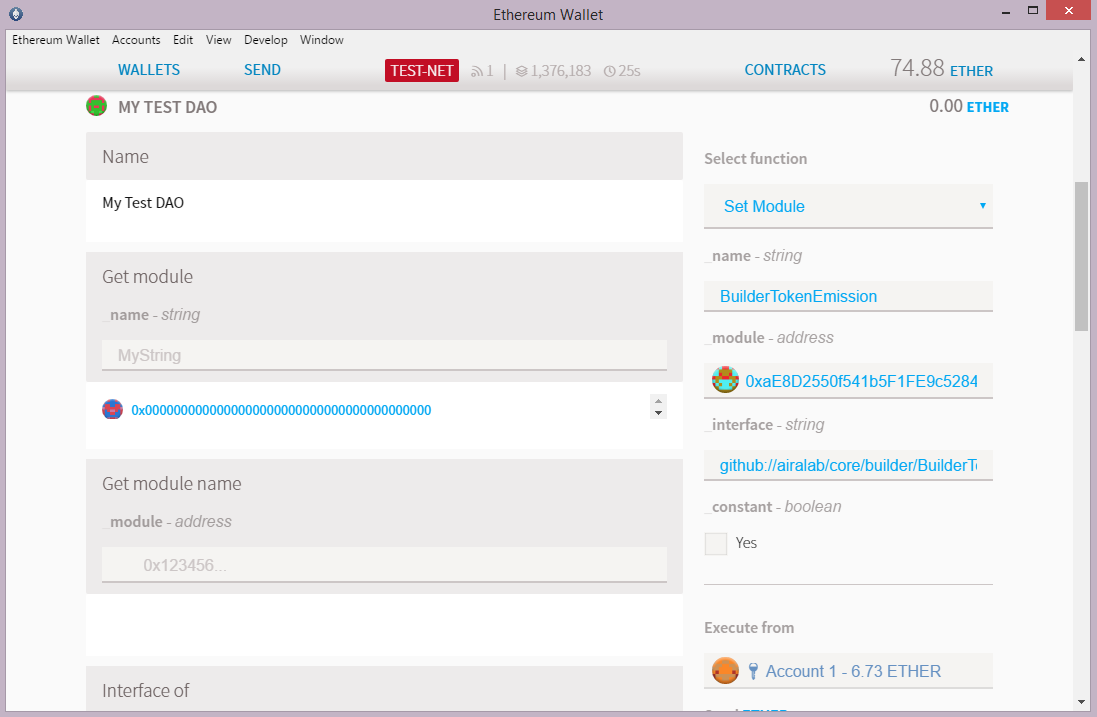 Ethereum Wallet
Ethereum Wallet Accounts Edit View Develop Window
WALLETS SEND TEST-NET 1 | 1,376,183 25s CONTRACTS 74.88 ETHER
MY TEST DAO 0.00 ETHER
Name
My Test DAO
Get module
_name - string
MyString
0x0000000000000000000000000000000000000000
Get module name
_module - address
0x123456...
Interface of
Select function
Set Module
_name - string
BuilderTokenEmission
_module - address
0xaE8D2550f541b5F1FE9c5284
_interface - string
github://airalab/core/builder/BuilderT
_constant - boolean
Yes
Execute from
Account 1 - 6.73 ETHER